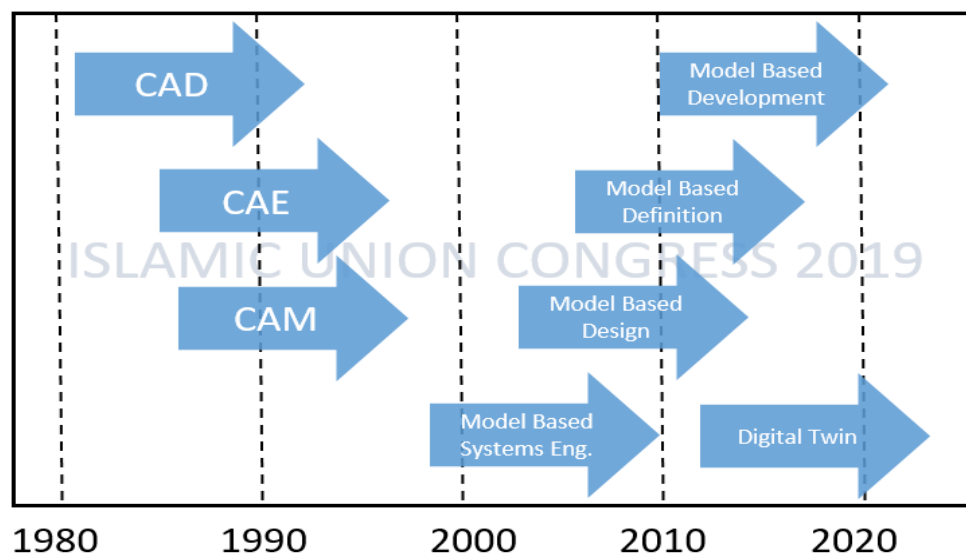 CAD
Model Based
Development
CAE
Model Based
Definition
ISLAMIC UNION CONGRESS 2019
CAM
Model Based
Design
Model Based
Systems Eng.
Digital Twin
1980 1990 2000 2010 2020